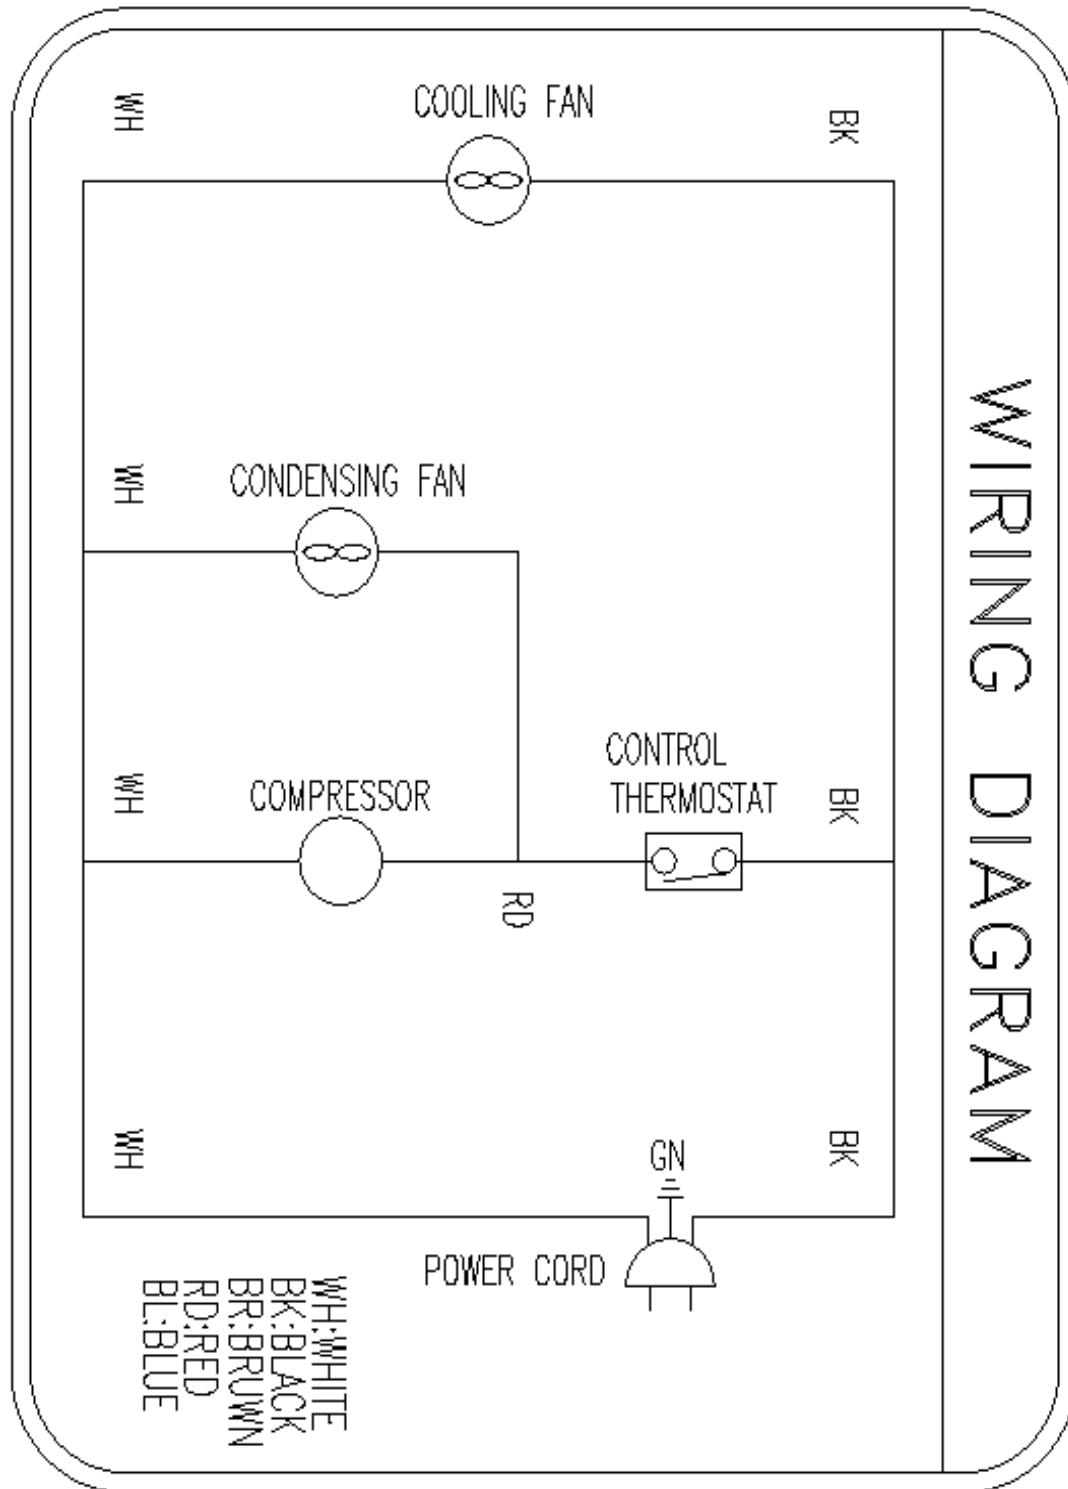 WIRING DIAGRAM
WH
COOLING FAN
BK
WH
CONDENSING FAN
CONTROL
THERMOSTAT
WH
COMPRESSOR
BK
RD
WH
GN
BK
POWER CORD
WH:WHITE
BK:BLACK
BR:BRUWN
RD:RED
BL:BLUE